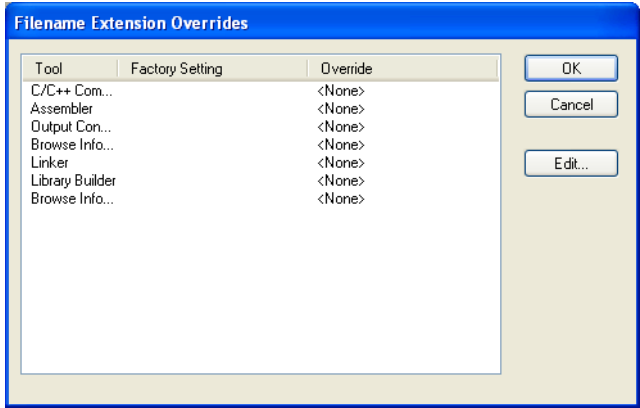 Filename Extension Overrides
Tool Factory Setting Override
C/C++ Com... <None>
Assembler <None>
Output Con... <None>
Browse Info... <None>
Linker <None>
Library Builder <None>
Browse Info... <None>
OK
Cancel
Edit...